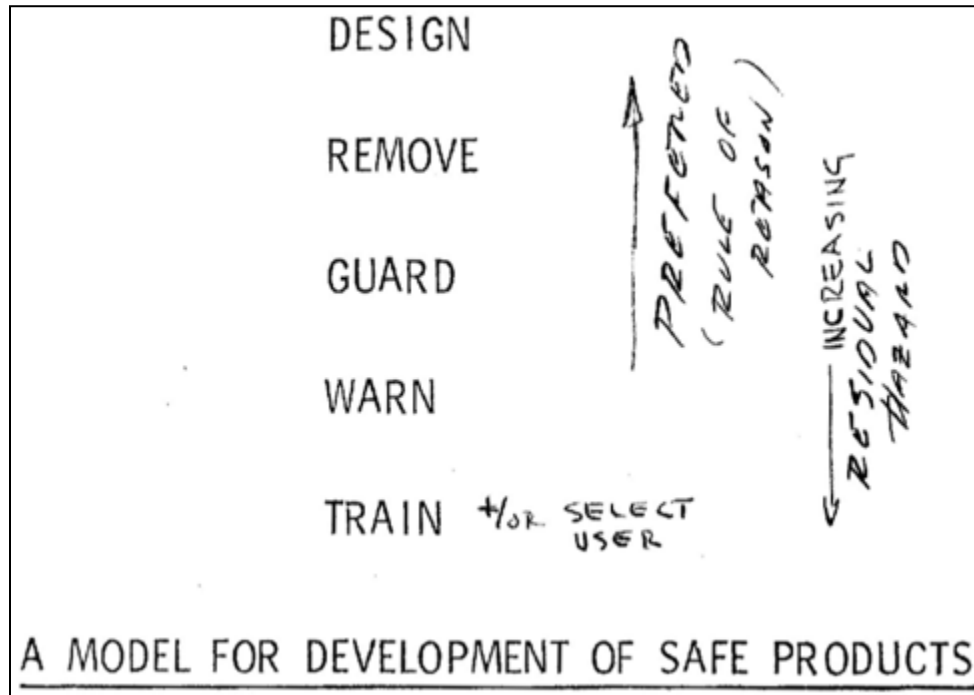 DESIGN
REMOVE
GUARD
WARN
TRAIN +/OR SELECT
USER
PREFERRED
(RULE OF
REASON)
INCREASING
RESIDUAL
HAZARD
A MODEL FOR DEVELOPMENT OF SAFE PRODUCTS